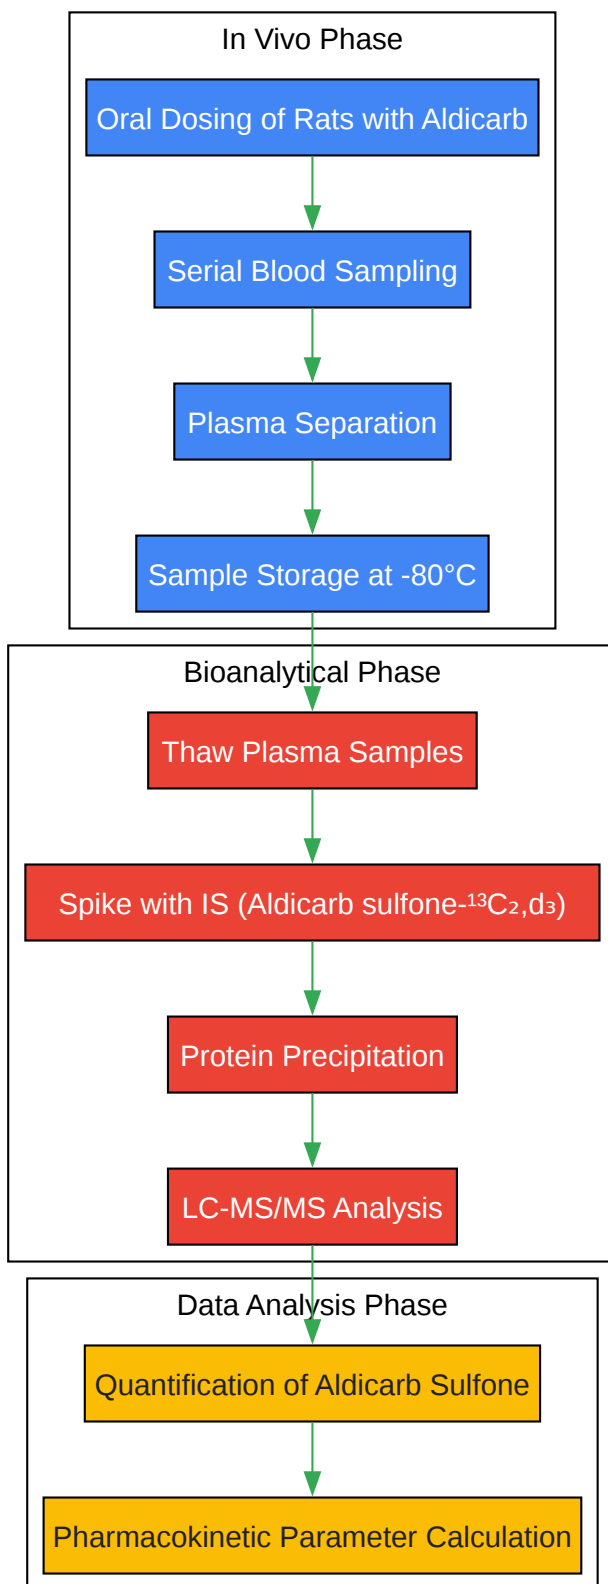 In Vivo Phase
Oral Dosing of Rats with Aldicarb
Serial Blood Sampling
Plasma Separation
Sample Storage at -80°C
Bioanalytical Phase
Thaw Plasma Samples
Spike with IS (Aldicarb sulfone-¹³C₂,d₃)
Protein Precipitation
LC-MS/MS Analysis
Data Analysis Phase
Quantification of Aldicarb Sulfone
Pharmacokinetic Parameter Calculation